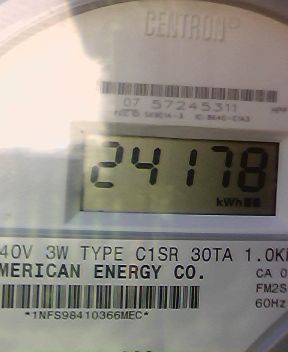 CENTRON®
07 57245311
24178
kWh
40V 3W TYPE C1SR 30TA 1.0K
MERICAN ENERGY CO.
CA 0
FM2S
60Hz
*1NFS98410366MEC*